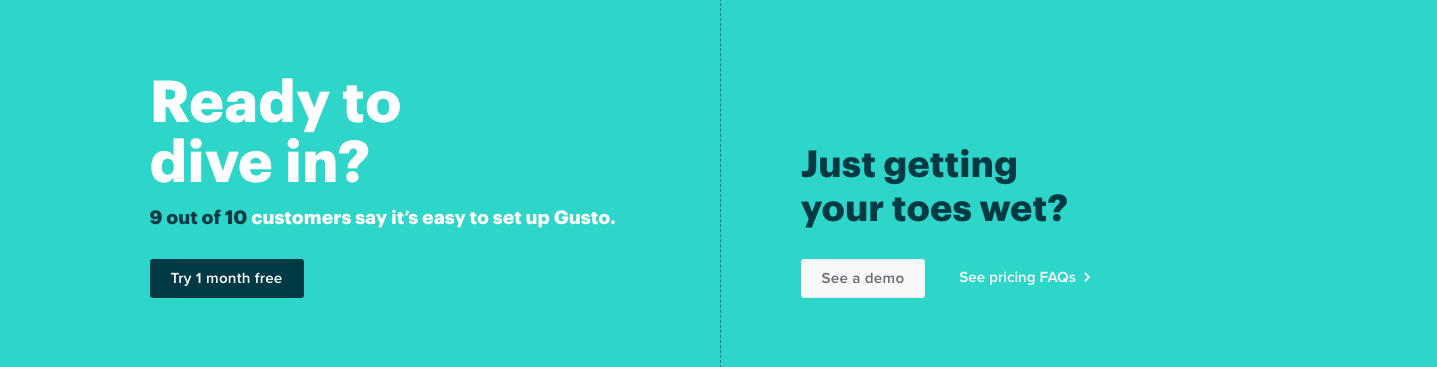 Ready to
dive in?
9 out of 10 customers say it’s easy to set up Gusto.
Try 1 month free
Just getting
your toes wet?
See a demo
See pricing FAQs